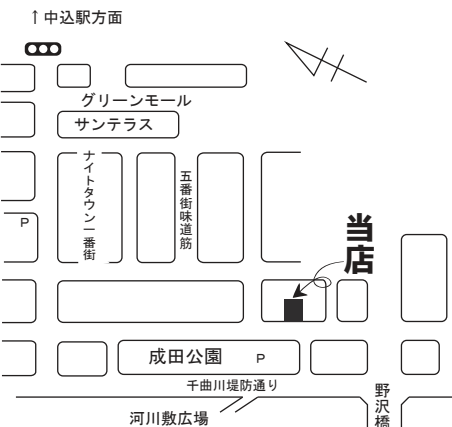 ↑中込駅方面
グリーンモール
サンテラス
ナイトタウン一番街
五番街味道筋
P
当店
成田公園 P
千曲川堤防通り
野沢橋
河川敷広場